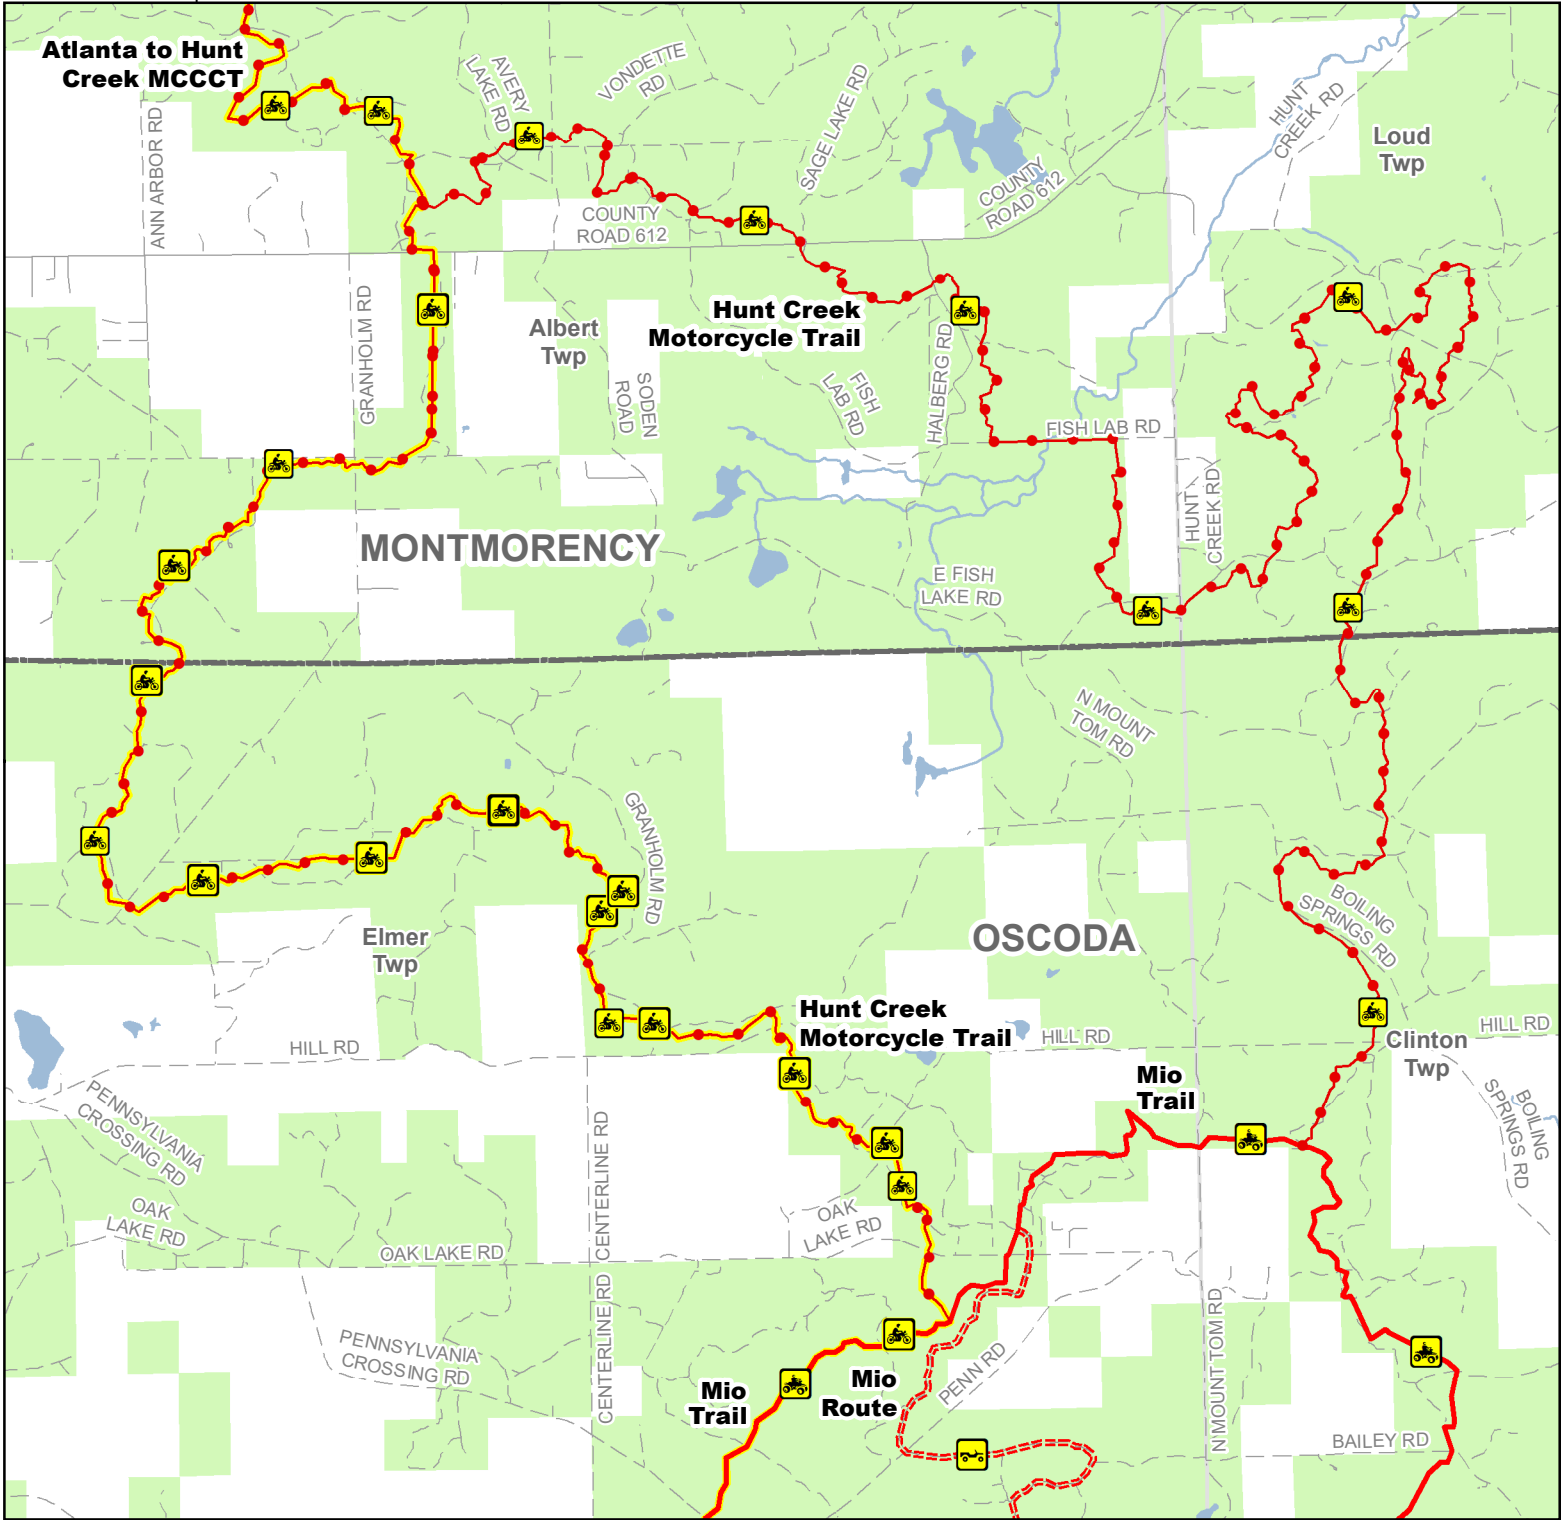 Atlanta to Hunt
Creek MCCCT
AVERY
LAKE RD
VONDETTE
RD
SAGE LAKE RD
HUNT
CREEK RD
Loud
Twp
ANN ARBOR RD
COUNTY
ROAD 612
COUNTY
ROAD 612
GRANHOLM RD
Albert
Twp
Hunt Creek
Motorcycle Trail
SODEN
ROAD
FISH
LAB RD
HALBERG RD
FISH LAB RD
HUNT
CREEK RD
MONTMORENCY
E FISH
LAKE RD
N MOUNT
TOM RD
GRANHOLM RD
BOILING
SPRINGS RD
Elmer
Twp
OSCODA
Hunt Creek
Motorcycle Trail
HILL RD
HILL RD
HILL RD
Clinton
Twp
Mio
Trail
BOILING
SPRINGS RD
PENNSYLVANIA
CROSSING RD
CENTERLINE RD
OAK
LAKE RD
OAK
LAKE RD
OAK LAKE RD
CENTERLINE RD
N MOUNT TOM RD
PENNSYLVANIA
CROSSING RD
PENN RD
Mio
Trail
Mio
Route
BAILEY RD